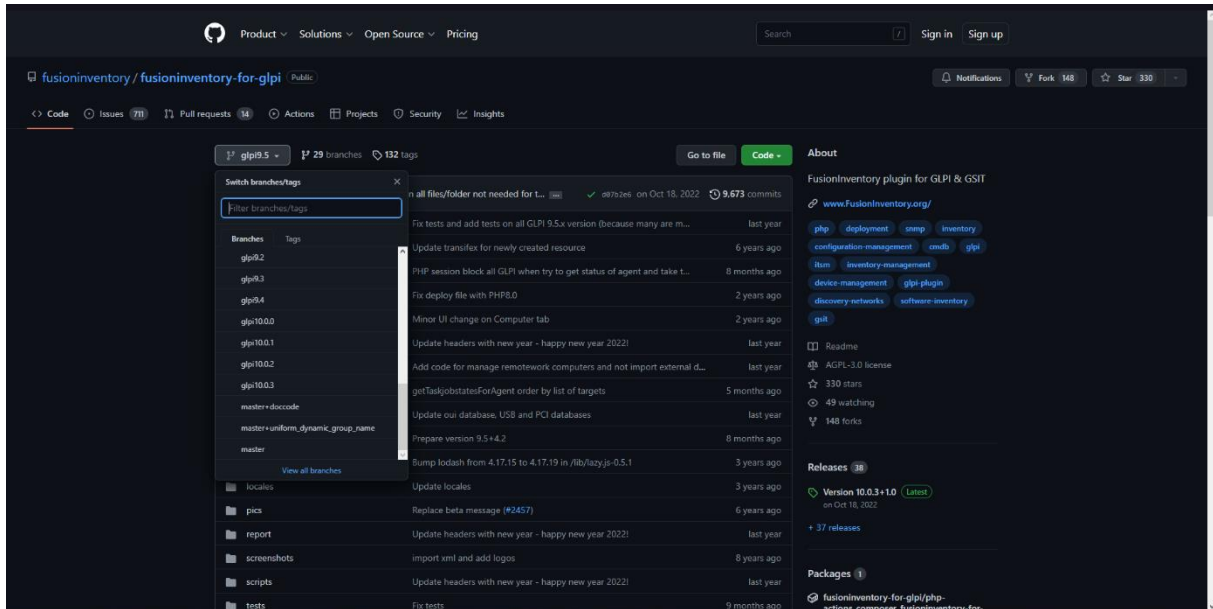 Product Solutions Open Source Pricing Search / Sign in Sign up
fusioninventory / fusioninventory-for-glpi Public Notifications Fork 148 Star 330
Code Issues 711 Pull requests 14 Actions Projects Security Insights
glpi9.5 29 branches 132 tags Go to file Code
Switch branches/tags
Filter branches/tags
Branches Tags
glpi9.2
glpi9.3
glpi9.4
glpi10.0.0
glpi10.0.1
glpi10.0.2
glpi10.0.3
master+doccode
master+uniform_dynamic_group_name
master
View all branches
n all files/folder not needed for t... ... d07b2e6 on Oct 18, 2022 9,673 commits
Fix tests and add tests on all GLPI 9.5.x version (because many are m... last year
Update transifex for newly created resource 6 years ago
PHP session block all GLPI when try to get status of agent and take t... 8 months ago
Fix deploy file with PHP8.0 2 years ago
Minor UI change on Computer tab 2 years ago
Update headers with new year - happy new year 2022! last year
Add code for manage remotework computers and not import external d... last year
getTaskjobstatesForAgent order by list of targets 5 months ago
Update oui database, USB and PCI databases last year
Prepare version 9.5+4.2 8 months ago
Bump lodash from 4.17.15 to 4.17.19 in /lib/lazy.js-0.5.1 3 years ago
locales Update locales 3 years ago
pics Replace beta message (#2457) 6 years ago
report Update headers with new year - happy new year 2022! last year
screenshots import xml and add logos 8 years ago
scripts Update headers with new year - happy new year 2022! last year
tests Fix tests 9 months ago
About
FusionInventory plugin for GLPI & GSIT
www.FusionInventory.org/
php deployment snmp inventory
configuration-management cmdb glpi
itsm inventory-management
device-management glpi-plugin
discovery-networks software-inventory
gsit
Readme
AGPL-3.0 license
330 stars
49 watching
148 forks
Releases 38
Version 10.0.3+1.0 Latest
on Oct 18, 2022
+ 37 releases
Packages 1
fusioninventory-for-glpi/php-
actions_composer_fusioninventory-for-